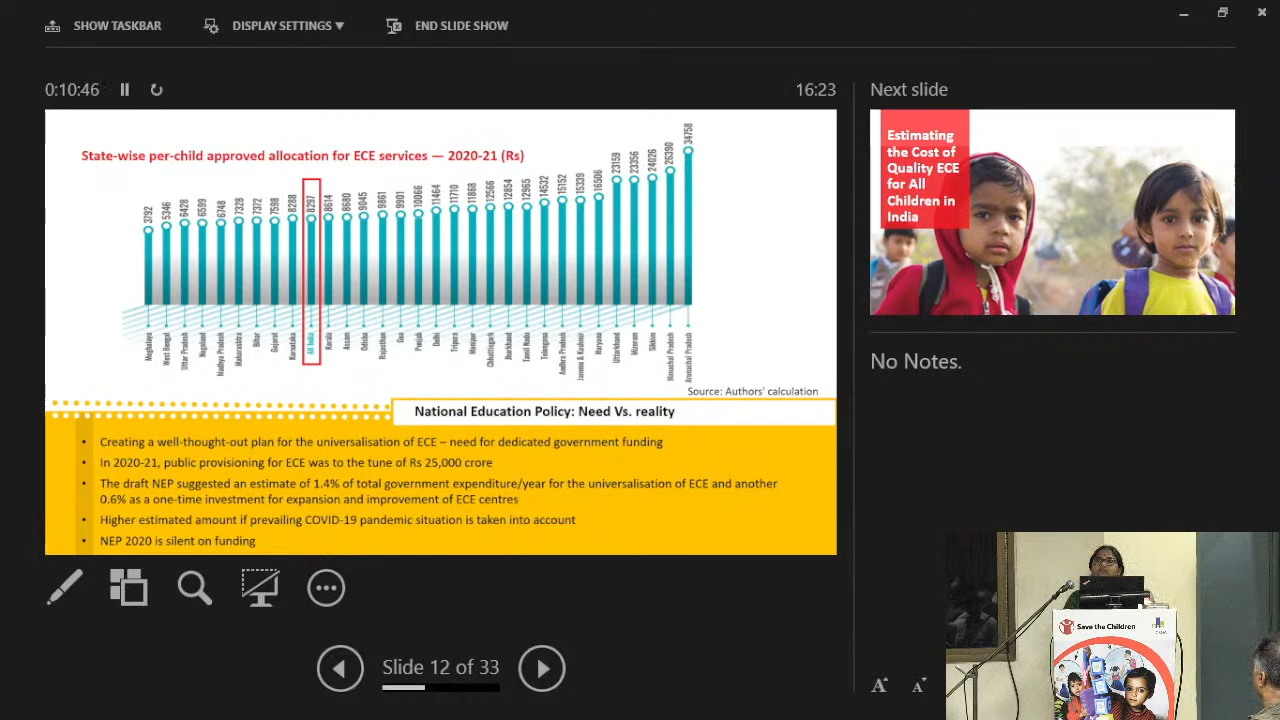 SHOW TASKBAR
DISPLAY SETTINGS ▼
END SLIDE SHOW
0:10:46
16:23
Next slide
State-wise per-child approved allocation for ECE services — 2020-21 (Rs)
3792
5346
6428
6599
6748
7328
7372
7598
8288
8297
8614
8680
9045
9861
9901
10066
11464
11710
11868
12566
12854
12965
14532
15152
15339
16506
23159
23356
24026
26390
34758
Meghalaya
West Bengal
Uttar Pradesh
Nagaland
Madhya Pradesh
Maharashtra
Bihar
Gujarat
Karnataka
All India
Kerala
Assam
Odisha
Rajasthan
Goa
Punjab
Delhi
Tripura
Manipur
Chhattisgarh
Jharkhand
Tamil Nadu
Telangana
Andhra Pradesh
Jammu & Kashmir
Haryana
Uttarkhand
Mizoram
Sikkim
Himachal Pradesh
Arunachal Pradesh
Source: Authors' calculation
National Education Policy: Need Vs. reality
• Creating a well-thought-out plan for the universalisation of ECE – need for dedicated government funding
• In 2020-21, public provisioning for ECE was to the tune of Rs 25,000 crore
• The draft NEP suggested an estimate of 1.4% of total government expenditure/year for the universalisation of ECE and another
0.6% as a one-time investment for expansion and improvement of ECE centres
• Higher estimated amount if prevailing COVID-19 pandemic situation is taken into account
• NEP 2020 is silent on funding
Estimating
the Cost of
Quality ECE
for All
Children in
India
No Notes.
Slide 12 of 33
A
A
Save the Children